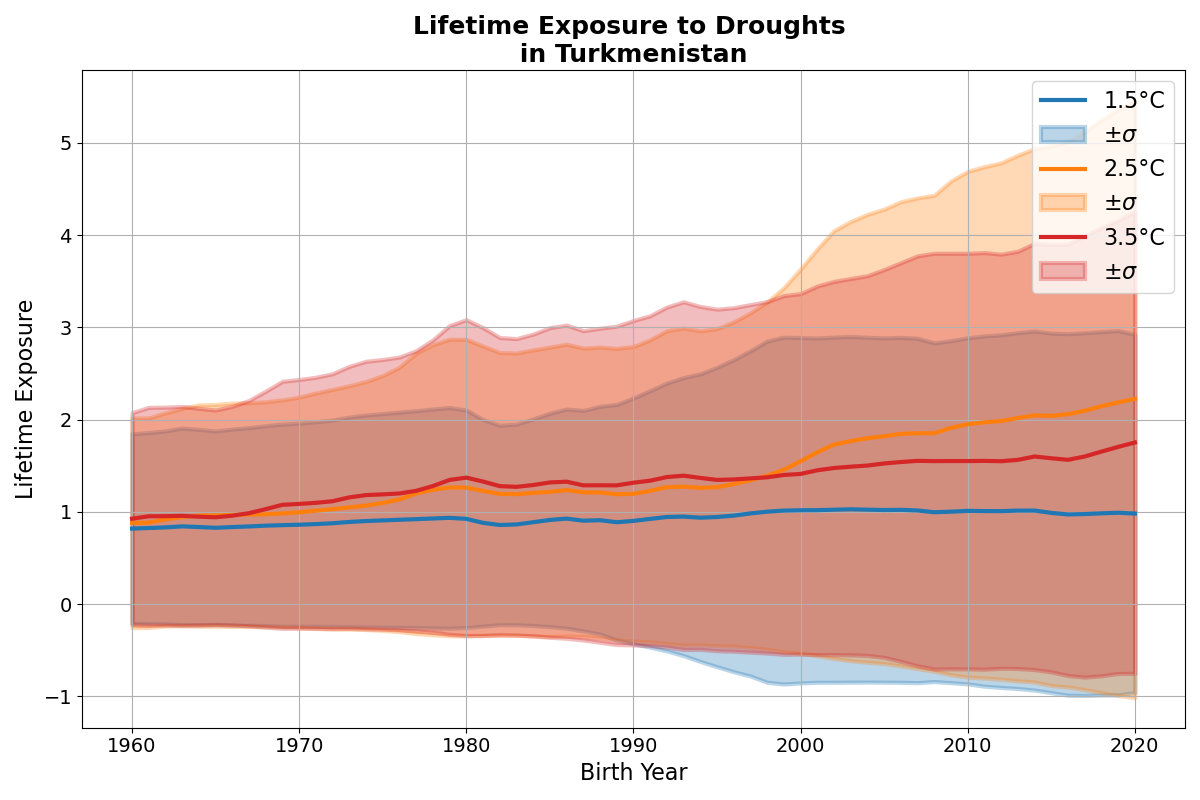 Lifetime Exposure to Droughts
in Turkmenistan
Lifetime Exposure
5
4
3
2
1
0
−1
1960
1970
1980
1990
2000
2010
2020
Birth Year
1.5°C
±σ
2.5°C
±σ
3.5°C
±σ